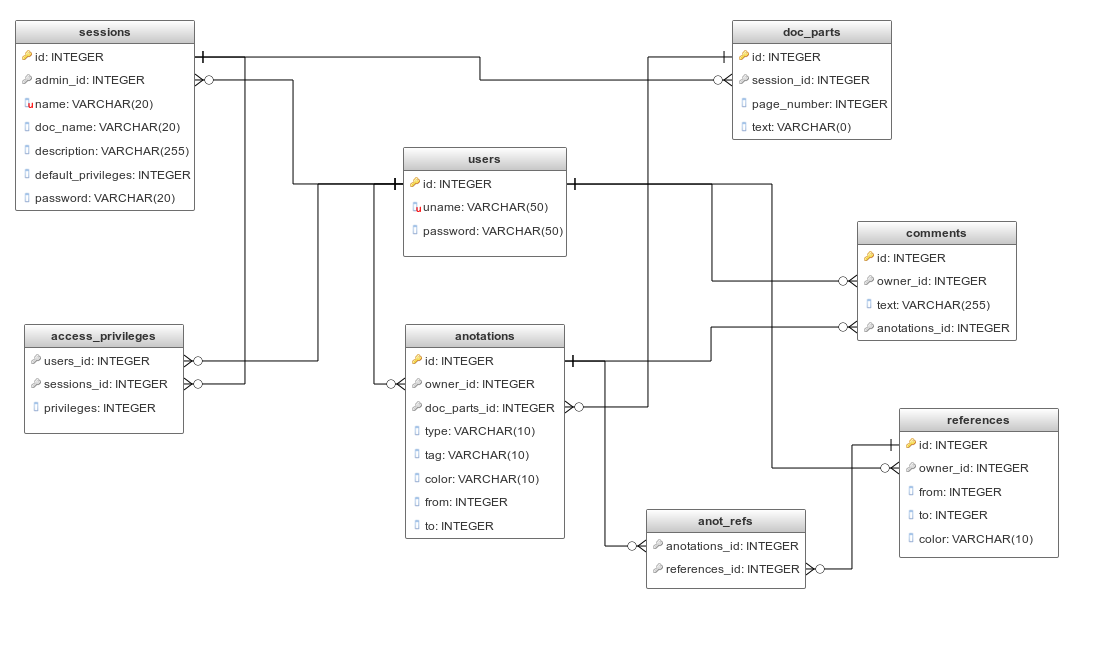 sessions
id: INTEGER
admin_id: INTEGER
name: VARCHAR(20)
doc_name: VARCHAR(20)
description: VARCHAR(255)
default_privileges: INTEGER
password: VARCHAR(20)
doc_parts
id: INTEGER
session_id: INTEGER
page_number: INTEGER
text: VARCHAR(0)
users
id: INTEGER
uname: VARCHAR(50)
password: VARCHAR(50)
comments
id: INTEGER
owner_id: INTEGER
text: VARCHAR(255)
anotations_id: INTEGER
access_privileges
users_id: INTEGER
sessions_id: INTEGER
privileges: INTEGER
anotations
id: INTEGER
owner_id: INTEGER
doc_parts_id: INTEGER
type: VARCHAR(10)
tag: VARCHAR(10)
color: VARCHAR(10)
from: INTEGER
to: INTEGER
references
id: INTEGER
owner_id: INTEGER
from: INTEGER
to: INTEGER
color: VARCHAR(10)
anot_refs
anotations_id: INTEGER
references_id: INTEGER